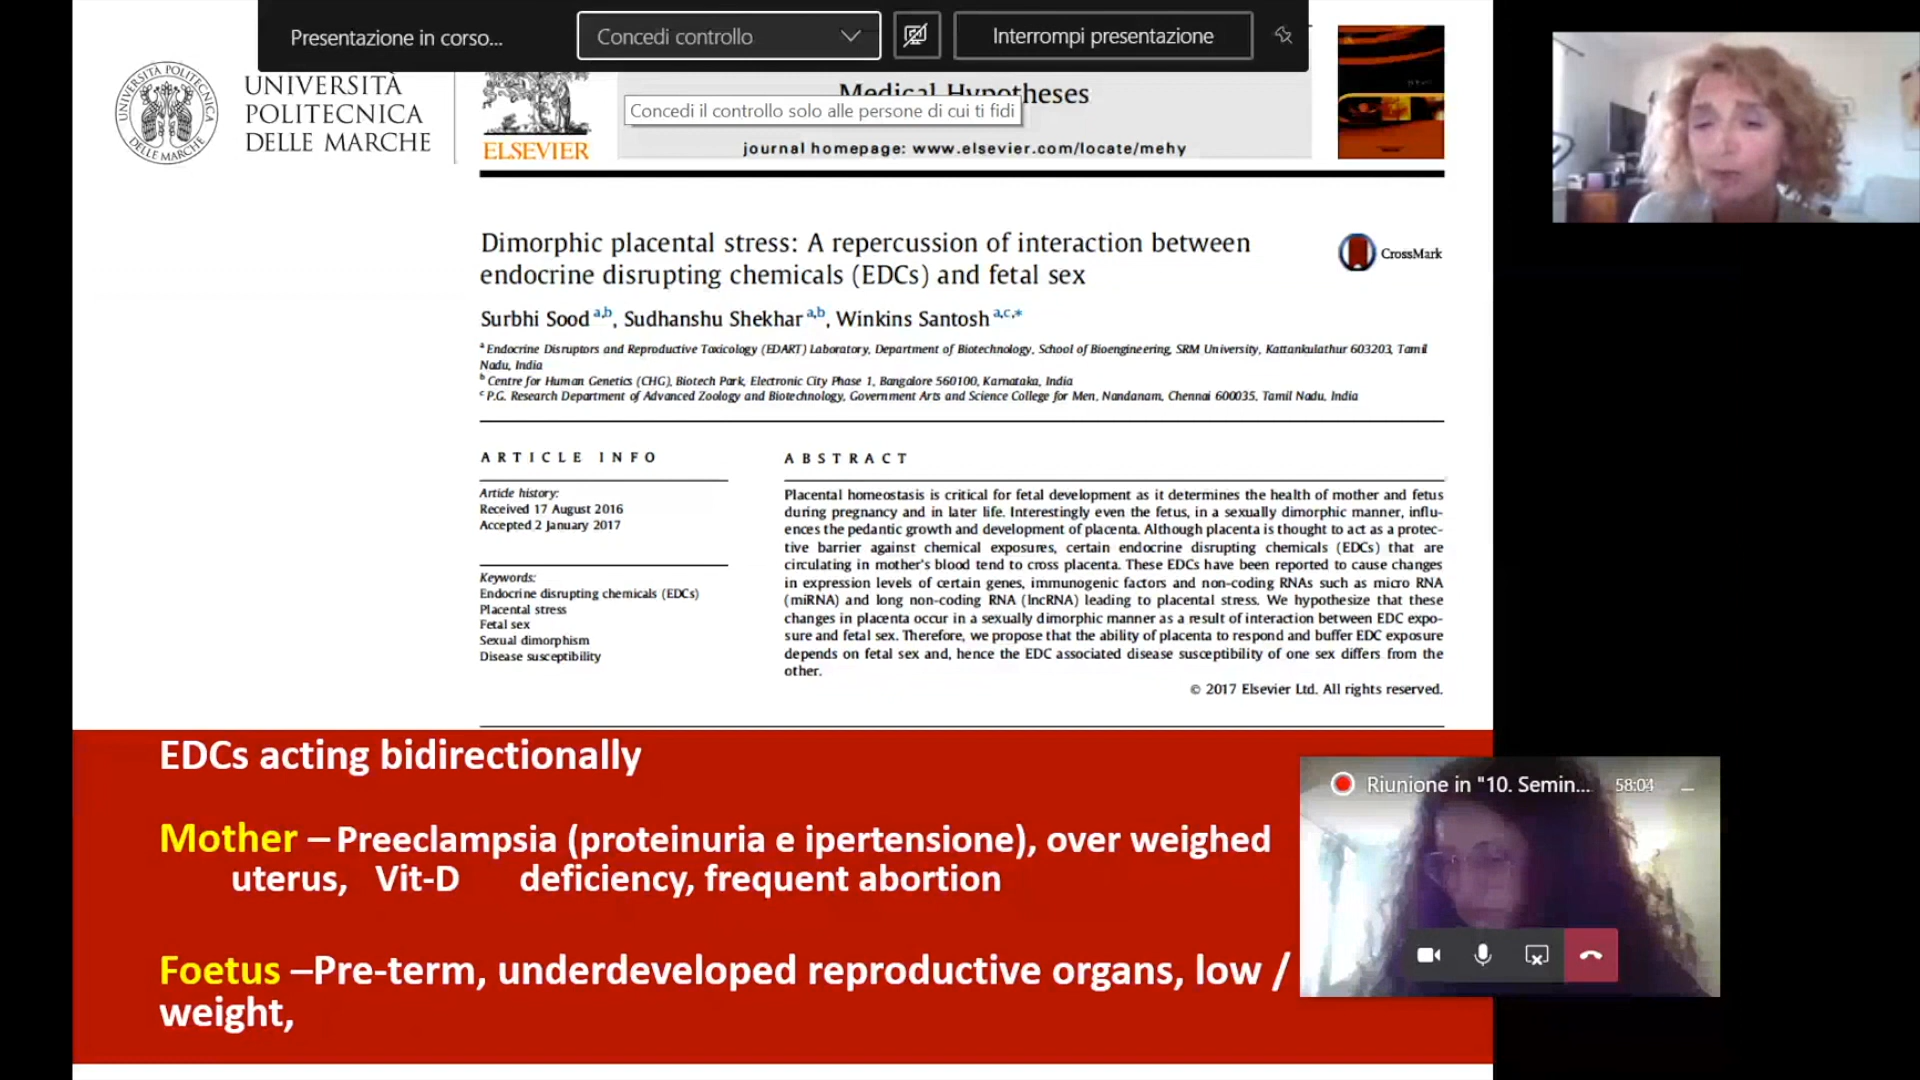 Presentazione in corso...
Concedi controllo
Interrompi presentazione
UNIVERSITÀ
POLITECNICA
DELLE MARCHE
UNIVERSITÀ POLITECNICA
DELLE MARCHE
ELSEVIER
Medical Hypotheses
Concedi il controllo solo alle persone di cui ti fidi
journal homepage: www.elsevier.com/locate/mehy
Dimorphic placental stress: A repercussion of interaction between
endocrine disrupting chemicals (EDCs) and fetal sex
CrossMark
Surbhi Sood a,b, Sudhanshu Shekhar a,b, Winkins Santosh a,c,*
a Endocrine Disruptors and Reproductive Toxicology (EDART) Laboratory, Department of Biotechnology, School of Bioengineering, SRM University, Kattankulathur 603203, Tamil
Nadu, India
b Centre for Human Genetics (CHG), Biotech Park, Electronic City Phase 1, Bangalore 560100, Karnataka, India
c P.G. Research Department of Advanced Zoology and Biotechnology, Government Arts and Science College for Men, Nandanam, Chennai 600035, Tamil Nadu, India
ARTICLE INFO
Article history:
Received 17 August 2016
Accepted 2 January 2017
Keywords:
Endocrine disrupting chemicals (EDCs)
Placental stress
Fetal sex
Sexual dimorphism
Disease susceptibility
ABSTRACT
Placental homeostasis is critical for fetal development as it determines the health of mother and fetus
during pregnancy and in later life. Interestingly even the fetus, in a sexually dimorphic manner, influ-
ences the pedantic growth and development of placenta. Although placenta is thought to act as a protec-
tive barrier against chemical exposures, certain endocrine disrupting chemicals (EDCs) that are
circulating in mother's blood tend to cross placenta. These EDCs have been reported to cause changes
in expression levels of certain genes, immunogenic factors and non-coding RNAs such as micro RNA
(miRNA) and long non-coding RNA (lncRNA) leading to placental stress. We hypothesize that these
changes in placenta occur in a sexually dimorphic manner as a result of interaction between EDC expo-
sure and fetal sex. Therefore, we propose that the ability of placenta to respond and buffer EDC exposure
depends on fetal sex and, hence the EDC associated disease susceptibility of one sex differs from the
other.
© 2017 Elsevier Ltd. All rights reserved.
EDCs acting bidirectionally
Mother – Preeclampsia (proteinuria e ipertensione), over weighed
uterus, Vit-D deficiency, frequent abortion
Foetus –Pre-term, underdeveloped reproductive organs, low /
weight,
Riunione in "10. Semin... 58:04